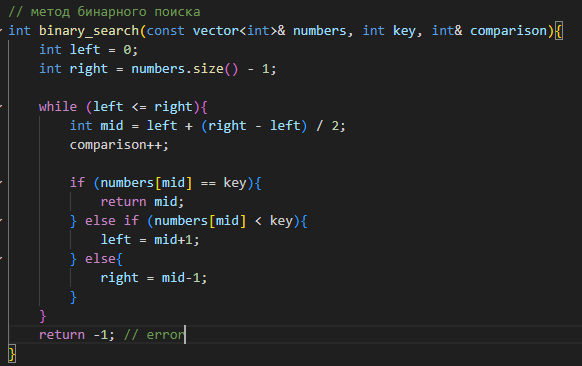 // метод бинарного поиска
int binary_search(const vector<int>& numbers, int key, int& comparison){
    int left = 0;
    int right = numbers.size() - 1;

    while (left <= right){
        int mid = left + (right - left) / 2;
        comparison++;

        if (numbers[mid] == key){
            return mid;
        } else if (numbers[mid] < key){
            left = mid+1;
        } else{
            right = mid-1;
        }
    }
    return -1; // error
}